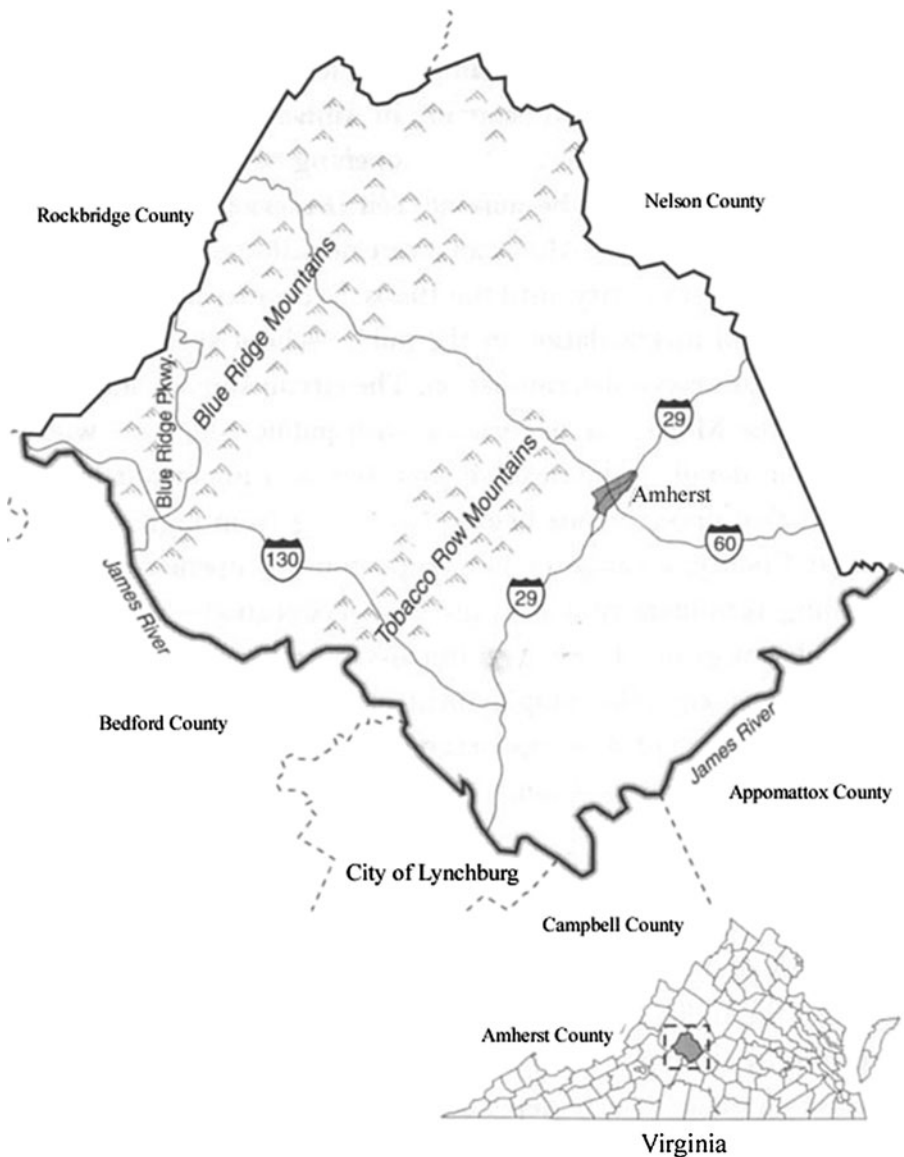 Rockbridge County
Nelson County
Blue Ridge Mountains
Blue Ridge Pkwy.
29
Amherst
Tobacco Row Mountains
60
130
29
James River
Bedford County
James River
Appomattox County
City of Lynchburg
Campbell County
Amherst County
Virginia